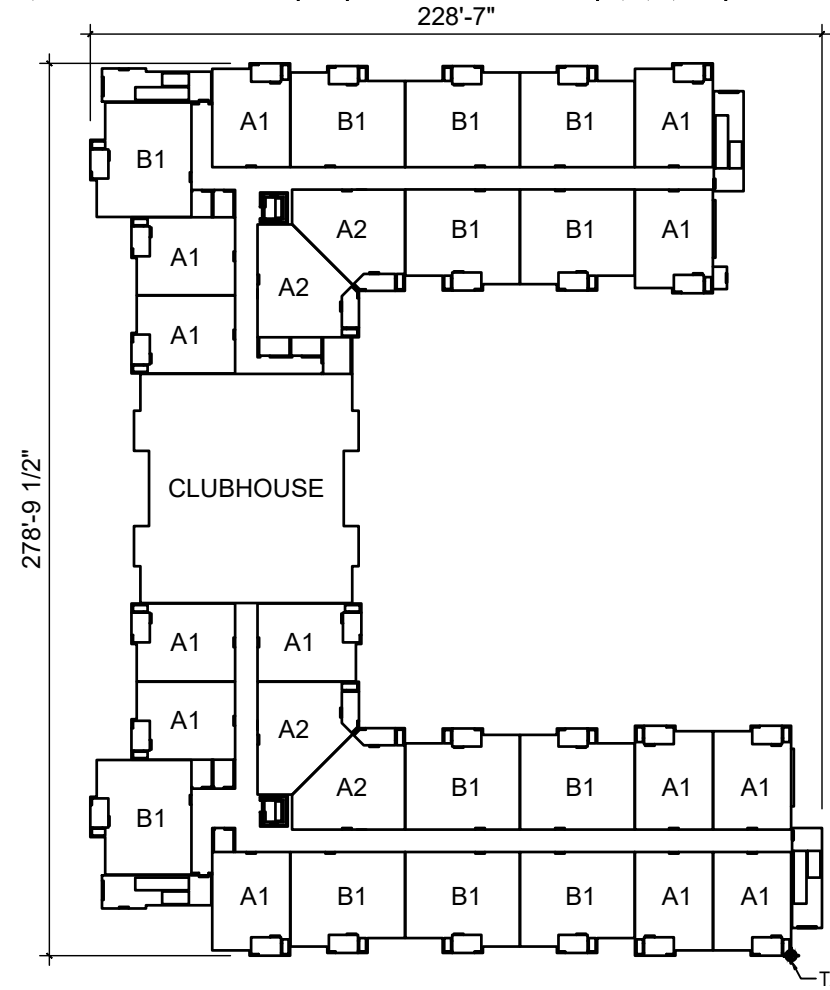 228'-7"
A1 B1 B1 B1 A1
B1
A2 B1 B1 A1
A1
A2
A1
278'-9 1/2"
CLUBHOUSE
A1 A1
A1
A2
A2 B1 B1 A1 A1
B1
A1 B1 B1 B1 A1 A1